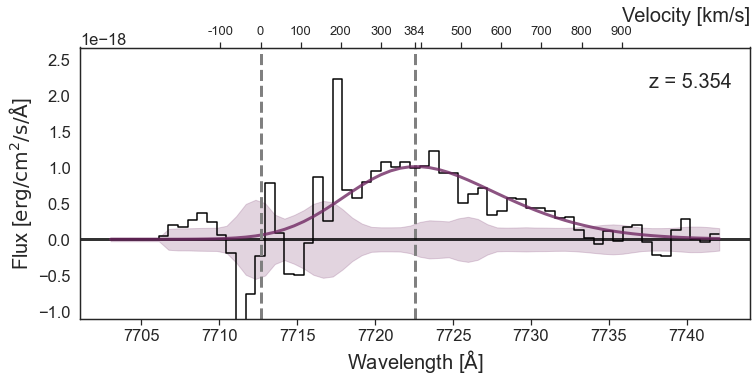 Velocity [km/s]
-100 0 100 200 300 384 500 600 700 800 900
1e−18
z = 5.354
Flux [erg/cm²/s/Å]
2.5
2.0
1.5
1.0
0.5
0.0
−0.5
−1.0
7705 7710 7715 7720 7725 7730 7735 7740
Wavelength [Å]